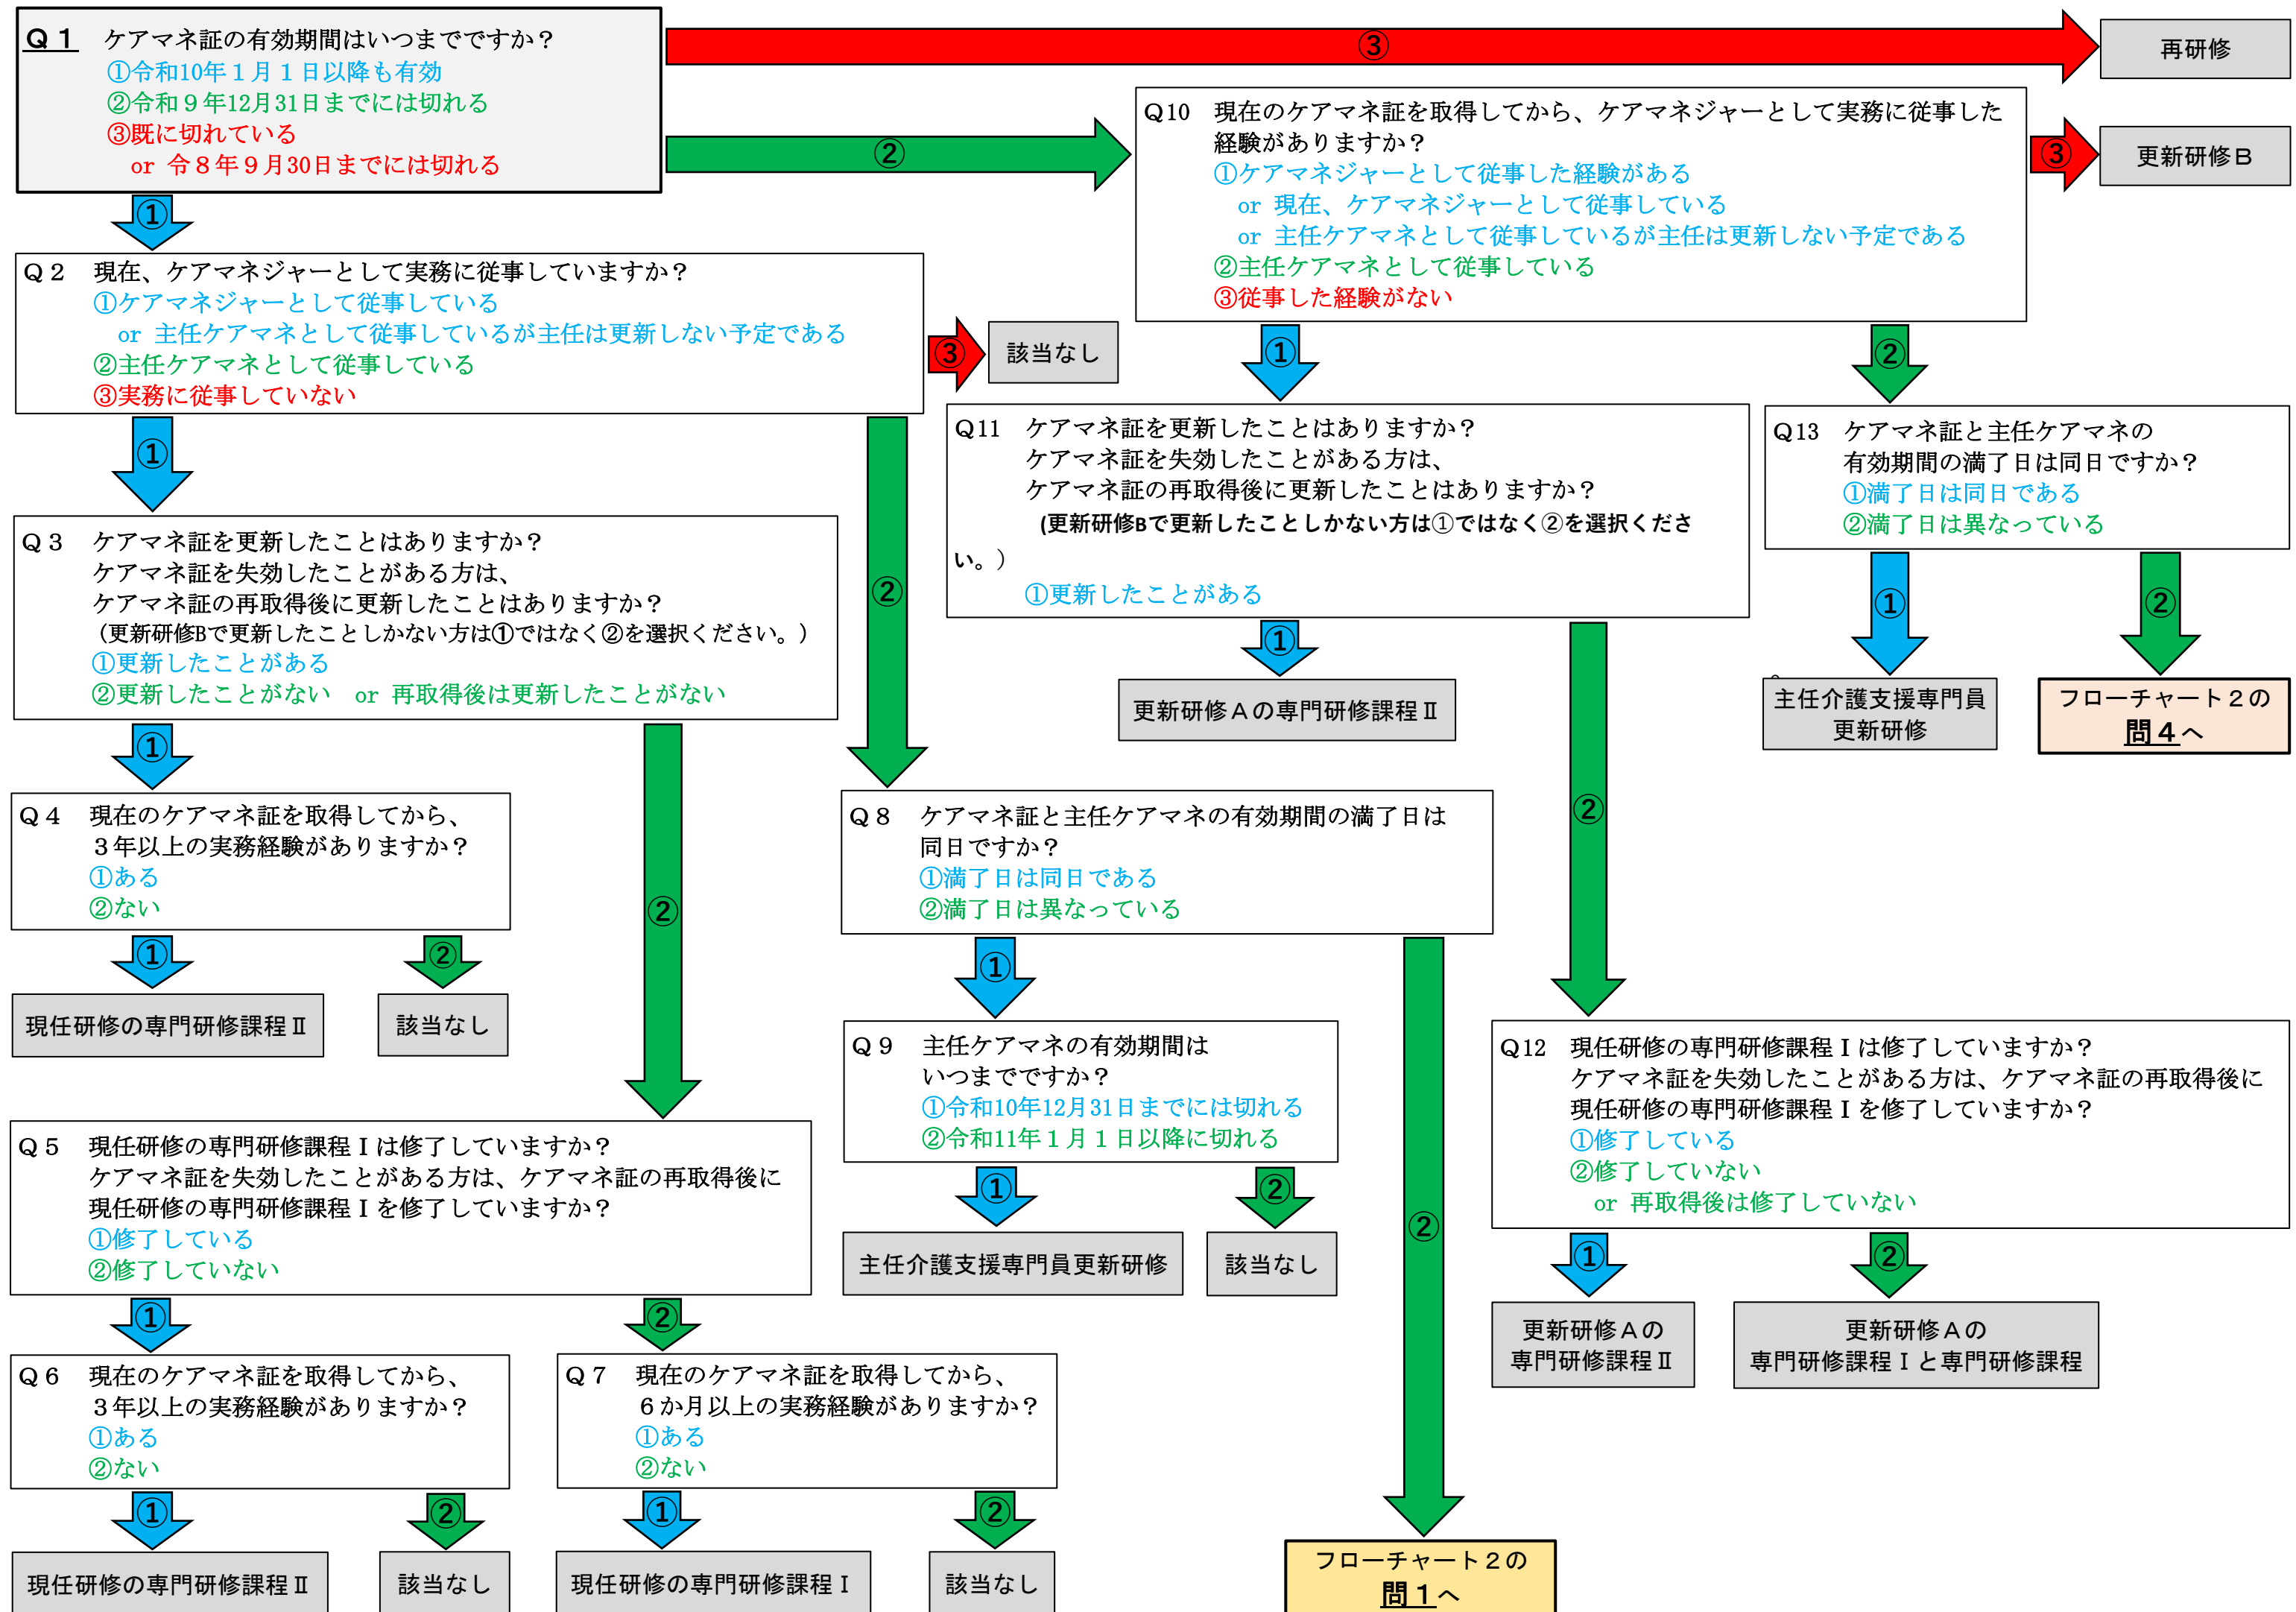 Ｑ１　ケアマネ証の有効期間はいつまでですか？
①令和10年１月１日以降も有効
②令和９年12月31日までには切れる
③既に切れている
or 令８年９月30日までには切れる
③
再研修
②
①
Ｑ10　現在のケアマネ証を取得してから、ケアマネジャーとして実務に従事した
経験がありますか？
①ケアマネジャーとして従事した経験がある
or 現在、ケアマネジャーとして従事している
or 主任ケアマネとして従事しているが主任は更新しない予定である
②主任ケアマネとして従事している
③従事した経験がない
③
更新研修Ｂ
①
②
Ｑ２　現在、ケアマネジャーとして実務に従事していますか？
①ケアマネジャーとして従事している
or 主任ケアマネとして従事しているが主任は更新しない予定である
②主任ケアマネとして従事している
③実務に従事していない
③
該当なし
①
②
Ｑ11　ケアマネ証を更新したことはありますか？
ケアマネ証を失効したことがある方は、
ケアマネ証の再取得後に更新したことはありますか？
(更新研修Bで更新したことしかない方は①ではなく②を選択くださ
い。）
①更新したことがある
①
②
更新研修Ａの専門研修課程Ⅱ
Ｑ13　ケアマネ証と主任ケアマネの
有効期間の満了日は同日ですか？
①満了日は同日である
②満了日は異なっている
①
②
主任介護支援専門員
更新研修
フローチャート２の
問４へ
Ｑ３　ケアマネ証を更新したことはありますか？
ケアマネ証を失効したことがある方は、
ケアマネ証の再取得後に更新したことはありますか？
（更新研修Bで更新したことしかない方は①ではなく②を選択ください。）
①更新したことがある
②更新したことがない　or 再取得後は更新したことがない
①
②
Ｑ４　現在のケアマネ証を取得してから、
３年以上の実務経験がありますか？
①ある
②ない
①
②
現任研修の専門研修課程Ⅱ
該当なし
Ｑ８　ケアマネ証と主任ケアマネの有効期間の満了日は
同日ですか？
①満了日は同日である
②満了日は異なっている
①
②
Ｑ９　主任ケアマネの有効期間は
いつまでですか？
①令和10年12月31日までには切れる
②令和11年１月１日以降に切れる
①
②
主任介護支援専門員更新研修
該当なし
Ｑ12　現任研修の専門研修課程Ⅰは修了していますか？
ケアマネ証を失効したことがある方は、ケアマネ証の再取得後に
現任研修の専門研修課程Ⅰを修了していますか？
①修了している
②修了していない
or 再取得後は修了していない
①
②
更新研修Ａの
専門研修課程Ⅱ
更新研修Ａの
専門研修課程Ⅰと専門研修課程
Ｑ５　現任研修の専門研修課程Ⅰは修了していますか？
ケアマネ証を失効したことがある方は、ケアマネ証の再取得後に
現任研修の専門研修課程Ⅰを修了していますか？
①修了している
②修了していない
①
②
Ｑ６　現在のケアマネ証を取得してから、
３年以上の実務経験がありますか？
①ある
②ない
①
②
現任研修の専門研修課程Ⅱ
該当なし
Ｑ７　現在のケアマネ証を取得してから、
６か月以上の実務経験がありますか？
①ある
②ない
①
②
現任研修の専門研修課程Ⅰ
該当なし
フローチャート２の
問１へ